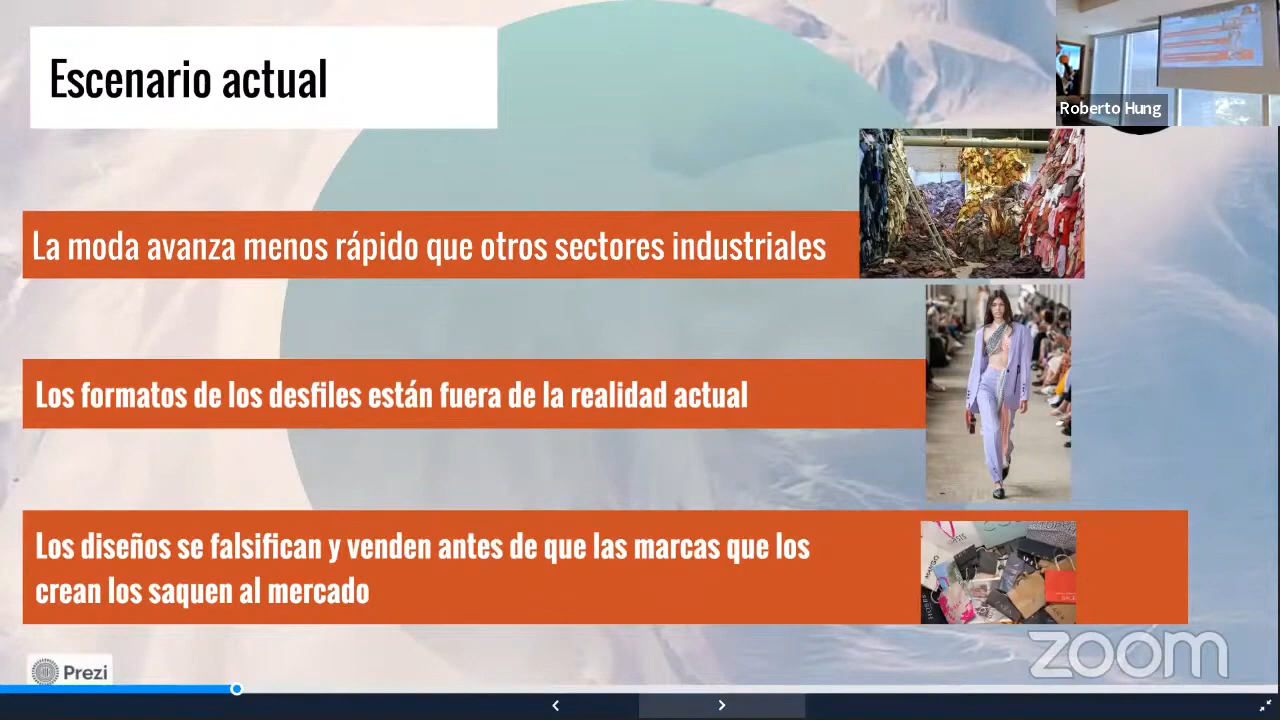 Escenario actual
Roberto Hung
La moda avanza menos rápido que otros sectores industriales
Los formatos de los desfiles están fuera de la realidad actual
Los diseños se falsifican y venden antes de que las marcas que los
crean los saquen al mercado
MANGO
ZARA
Prezi
zoom